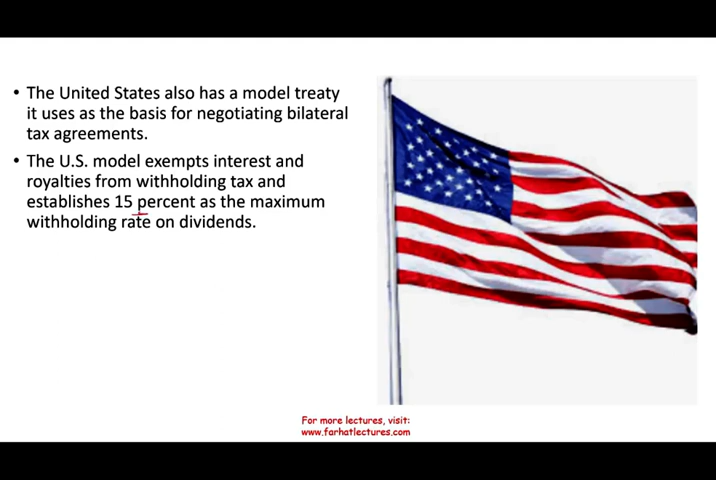 • The United States also has a model treaty
it uses as the basis for negotiating bilateral
tax agreements.
• The U.S. model exempts interest and
royalties from withholding tax and
establishes 15 percent as the maximum
withholding rate on dividends.
For more lectures, visit:
www.farhatlectures.com